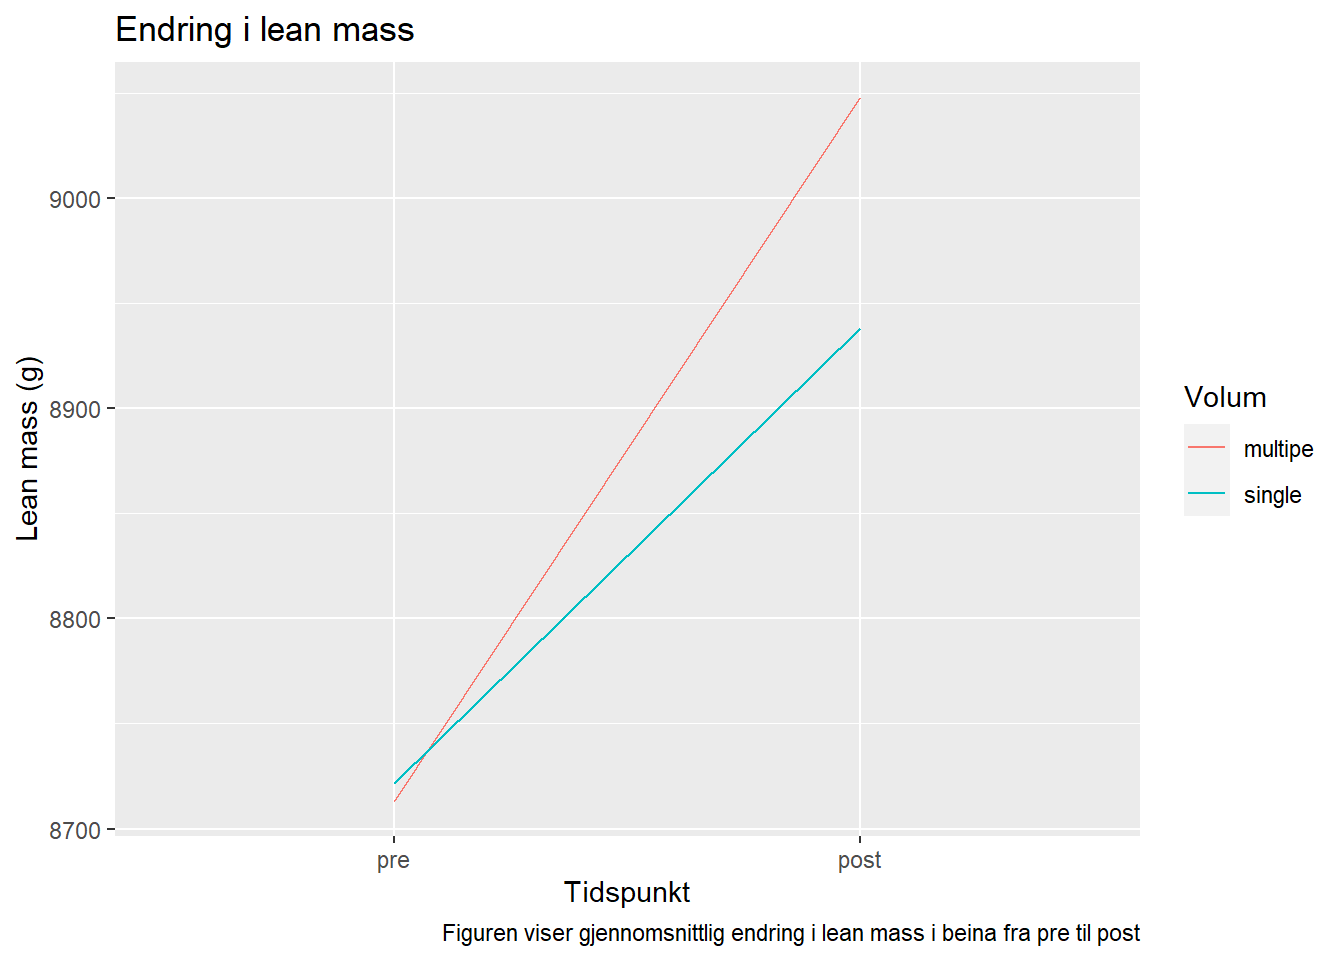 Endring i lean mass
Lean mass (g)
9000
8900
8800
8700
pre
post
Tidspunkt
Volum
multipe
single
Figuren viser gjennomsnittlig endring i lean mass i beina fra pre til post